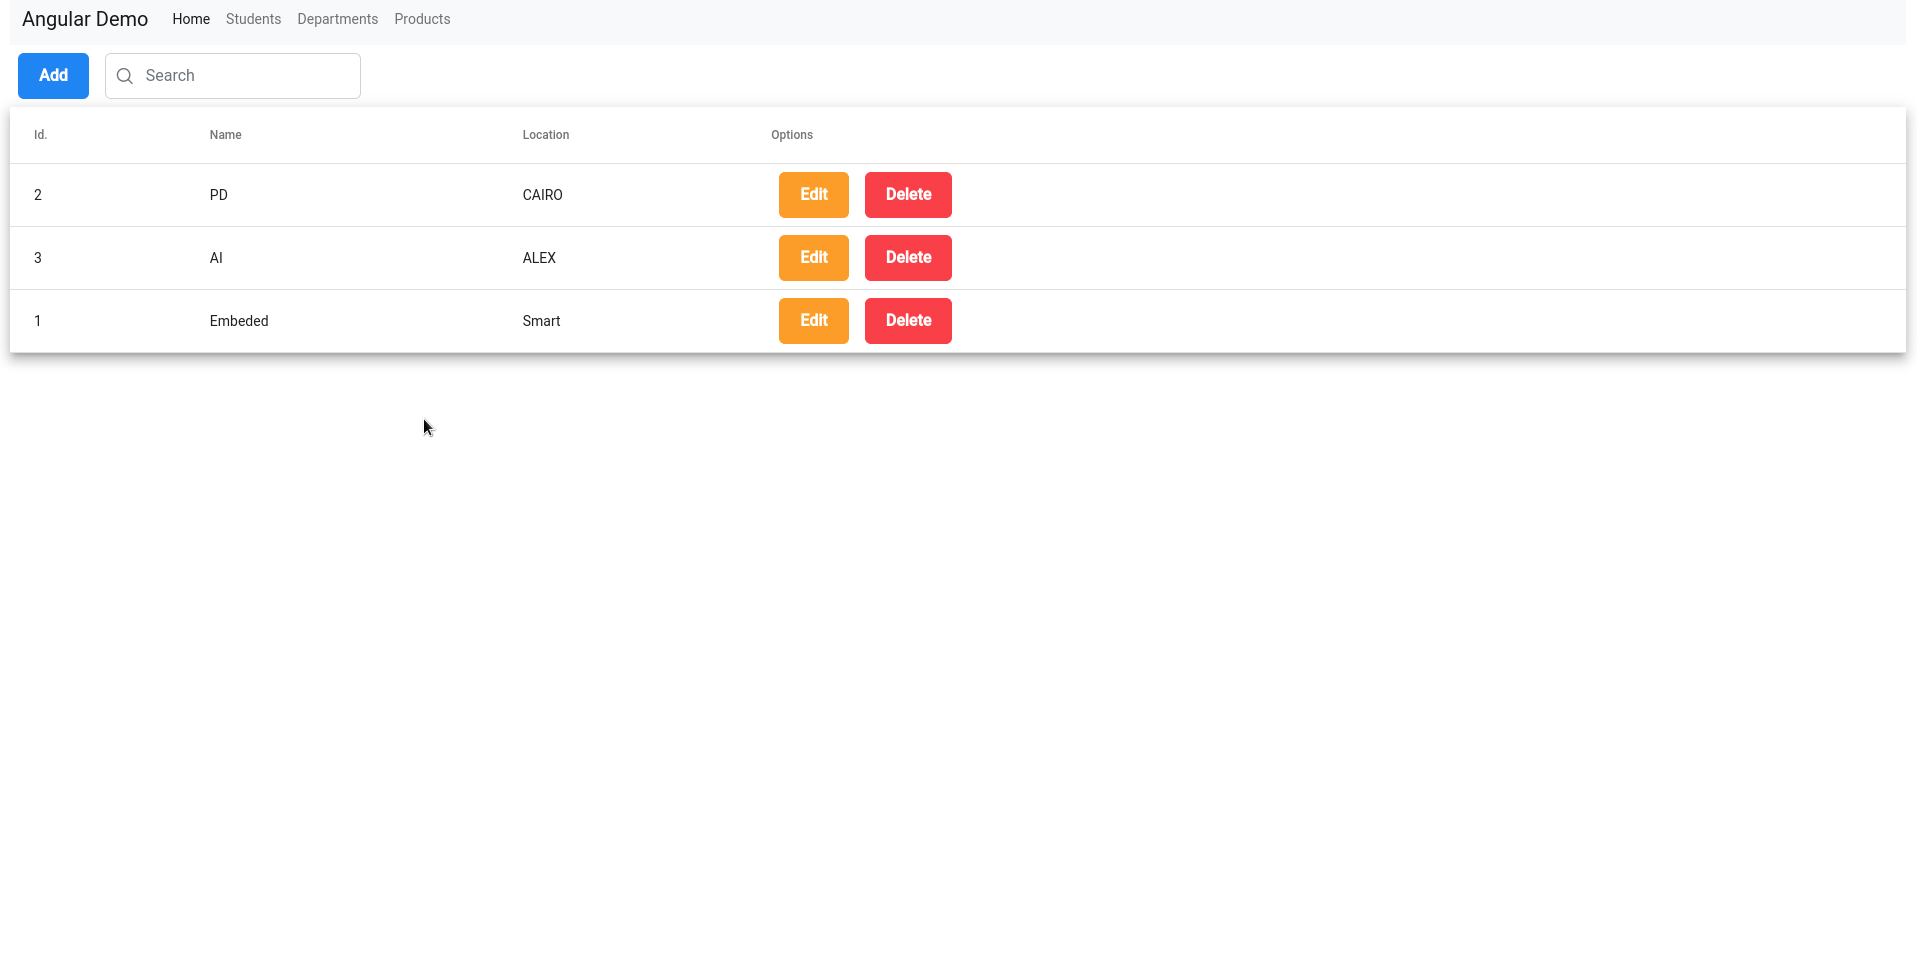 Angular Demo Home Students Departments Products
Add Search
Id. Name Location Options
2 PD CAIRO Edit Delete
3 AI ALEX Edit Delete
1 Embeded Smart Edit Delete